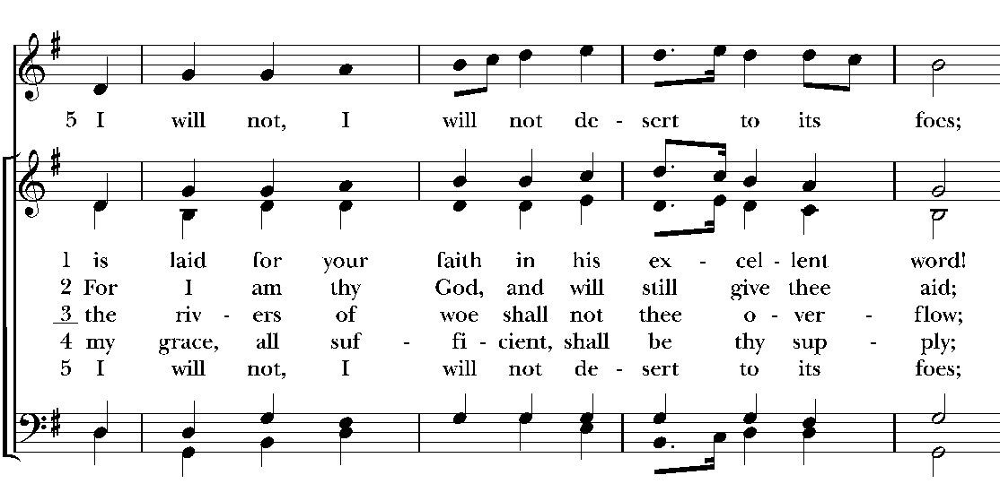 5 I will not, I will not de - sert to its foes;
1 is laid for your faith in his ex - cel - lent word!
2 For I am thy God, and will still give thee aid;
3 the riv - ers of woe shall not thee o - ver - flow;
4 my grace, all suf - fi - cient, shall be thy sup - ply;
5 I will not, I will not de - sert to its foes;